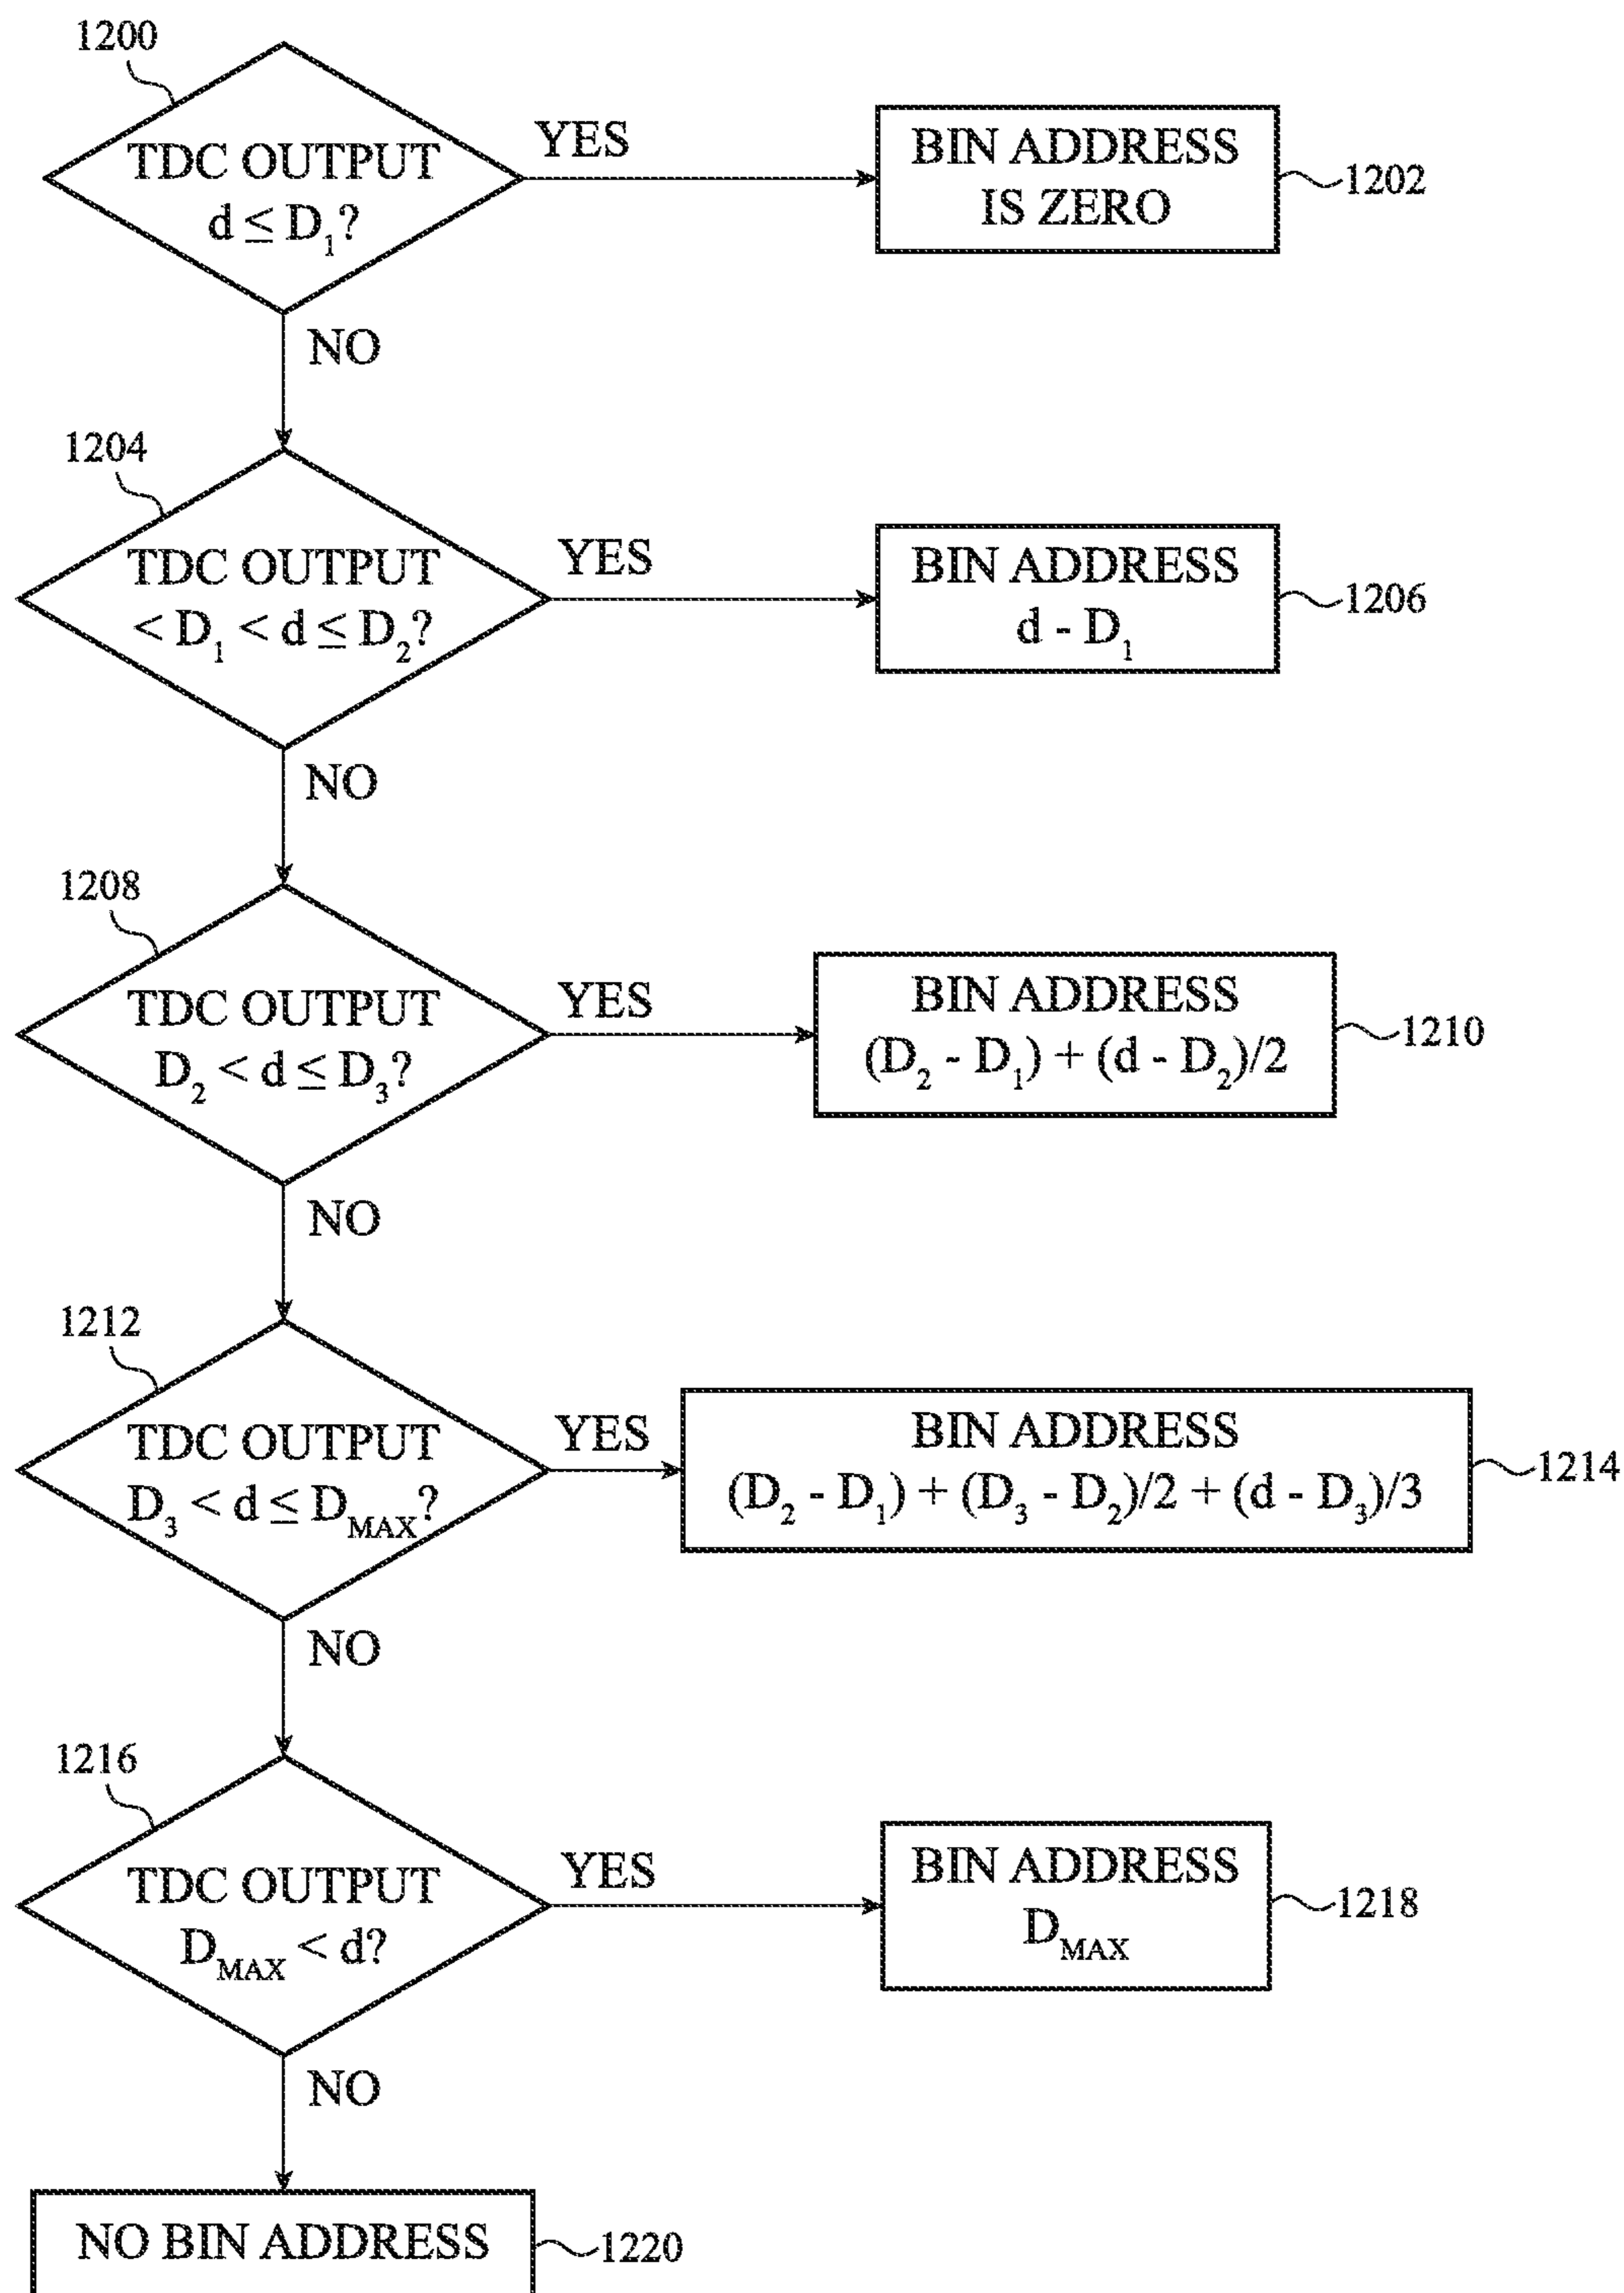 1200
TDC OUTPUT
d ≤ D₁?
YES
BIN ADDRESS
IS ZERO
1202
NO
1204
TDC OUTPUT
< D₁ < d ≤ D₂?
YES
BIN ADDRESS
d - D₁
1206
NO
1208
TDC OUTPUT
D₂ < d ≤ D₃?
YES
BIN ADDRESS
(D₂ - D₁) + (d - D₂)/2
1210
NO
1212
TDC OUTPUT
D₃ < d ≤ D_MAX?
YES
BIN ADDRESS
(D₂ - D₁) + (D₃ - D₂)/2 + (d - D₃)/3
1214
NO
1216
TDC OUTPUT
D_MAX < d?
YES
BIN ADDRESS
D_MAX
1218
NO
NO BIN ADDRESS
1220